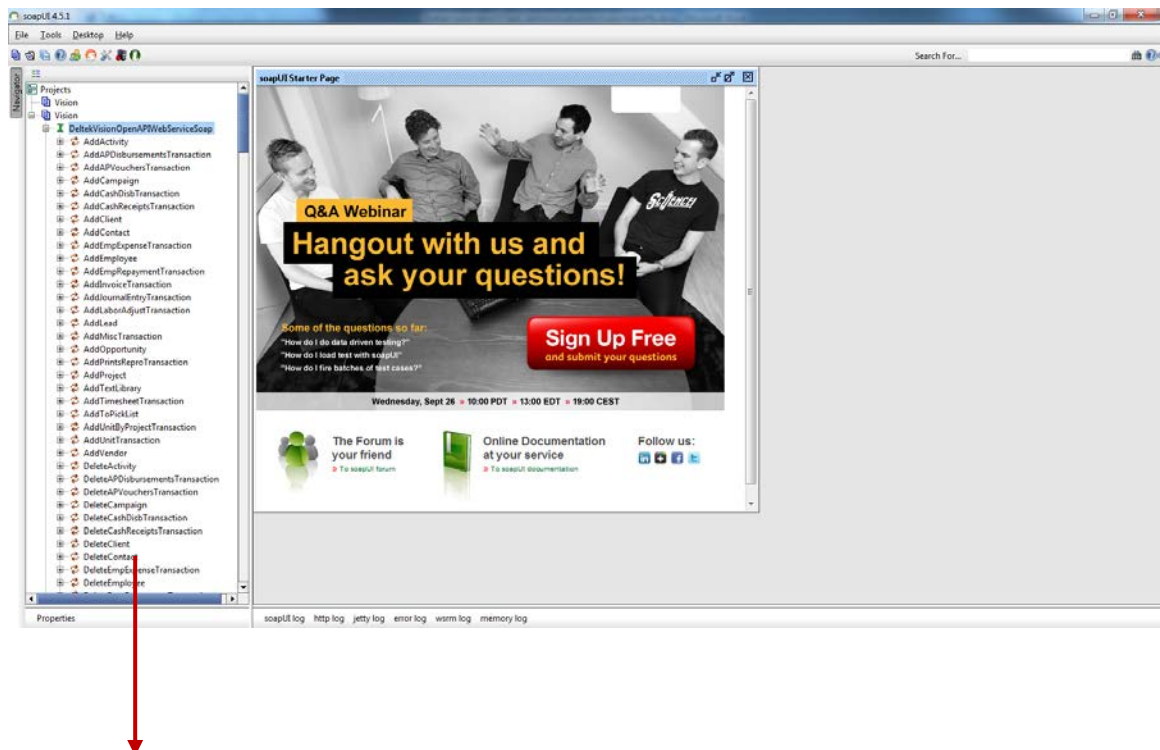 soapUI 4.5.1
File Tools Desktop Help
Search For...
Navigator
Projects
Vision
Vision
DeltekVisionOpenAPIWebServiceSoap
AddActivity
AddAPDisbursementsTransaction
AddAPVouchersTransaction
AddCampaign
AddCashDisbTransaction
AddCashReceiptsTransaction
AddClient
AddContact
AddEmpExpenseTransaction
AddEmployee
AddEmpRepaymentTransaction
AddInvoiceTransaction
AddJournalEntryTransaction
AddLaborAdjustTransaction
AddLead
AddMiscTransaction
AddOpportunity
AddPrintsReproTransaction
AddProject
AddTextLibrary
AddTimesheetTransaction
AddToPickList
AddUnitByProjectTransaction
AddUnitTransaction
AddVendor
DeleteActivity
DeleteAPDisbursementsTransaction
DeleteAPVouchersTransaction
DeleteCampaign
DeleteCashDisbTransaction
DeleteCashReceiptsTransaction
DeleteClient
DeleteContact
DeleteEmpExpenseTransaction
DeleteEmployee
Properties
soapUI Starter Page
SCIENCE!
Q&A Webinar
Hangout with us and
ask your questions!
Some of the questions so far:
"How do I do data driven testing?"
"How do I load test with soapUI"
"How do I fire batches of test cases?"
Sign Up Free
and submit your questions
Wednesday, Sept 26 » 10:00 PDT » 13:00 EDT » 19:00 CEST
The Forum is
your friend
» To soapUI forum
Online Documentation
at your service
» To soapUI documentation
Follow us:
soapUI log http log jetty log error log wsrm log memory log